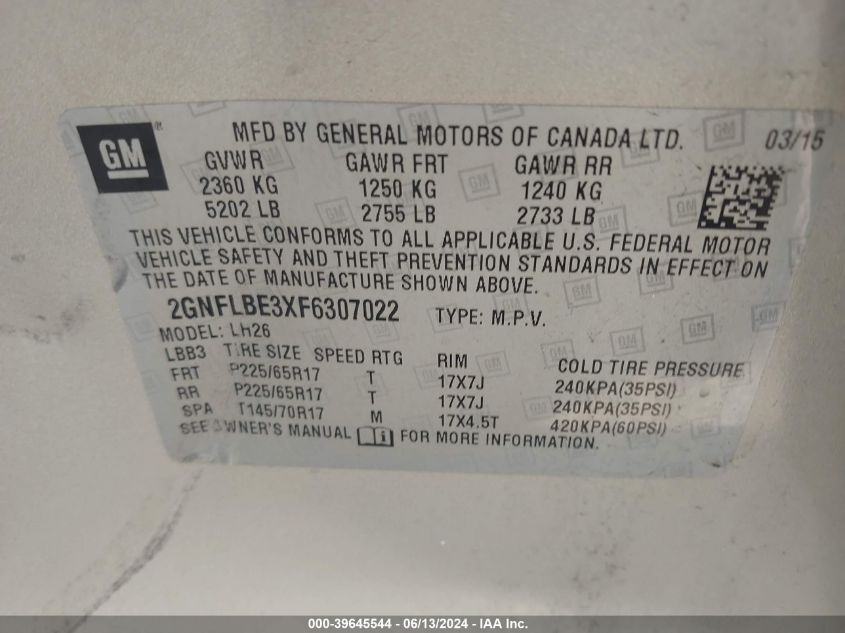 GM®
MFD BY GENERAL MOTORS OF CANADA LTD. 03/15
GVWR GAWR FRT GAWR RR
2360 KG 1250 KG 1240 KG
5202 LB 2755 LB 2733 LB
THIS VEHICLE CONFORMS TO ALL APPLICABLE U.S. FEDERAL MOTOR
VEHICLE SAFETY AND THEFT PREVENTION STANDARDS IN EFFECT ON
THE DATE OF MANUFACTURE SHOWN ABOVE.
2GNFLBE3XF6307022 TYPE: M.P.V.
MODEL: LH26
LBB3 TIRE SIZE SPEED RTG RIM COLD TIRE PRESSURE
FRT P225/65R17 T 17X7J 240KPA(35PSI)
RR P225/65R17 T 17X7J 240KPA(35PSI)
SPA T145/70R17 M 17X4.5T 420KPA(60PSI)
SEE OWNER'S MANUAL FOR MORE INFORMATION.
000-39645544 - 06/13/2024 - IAA Inc.